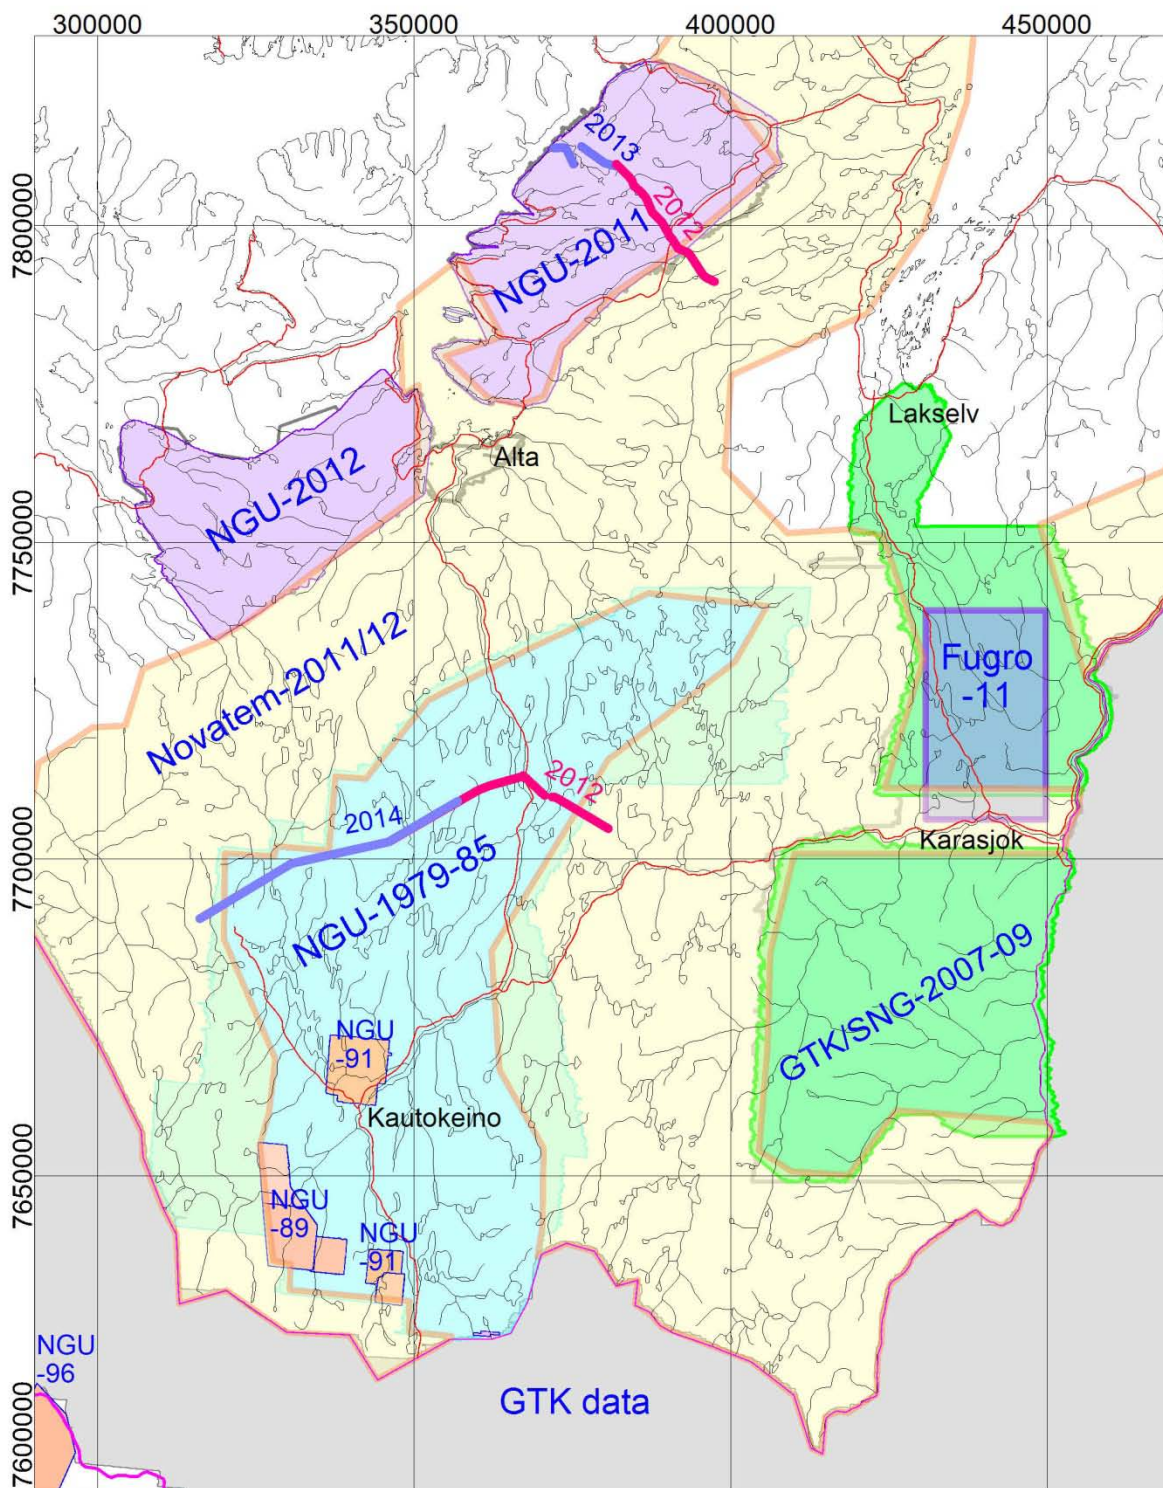 300000
350000
400000
450000
2013
2012
7800000
NGU-2011
Lakselv
Alta
NGU-2012
7750000
Fugro
-11
Novatem-2011/12
2012
2014
Karasjok
7700000
NGU-1979-85
GTK/SNG-2007-09
NGU
-91
Kautokeino
7650000
NGU
-89
NGU
-91
NGU
-96
GTK data
7600000